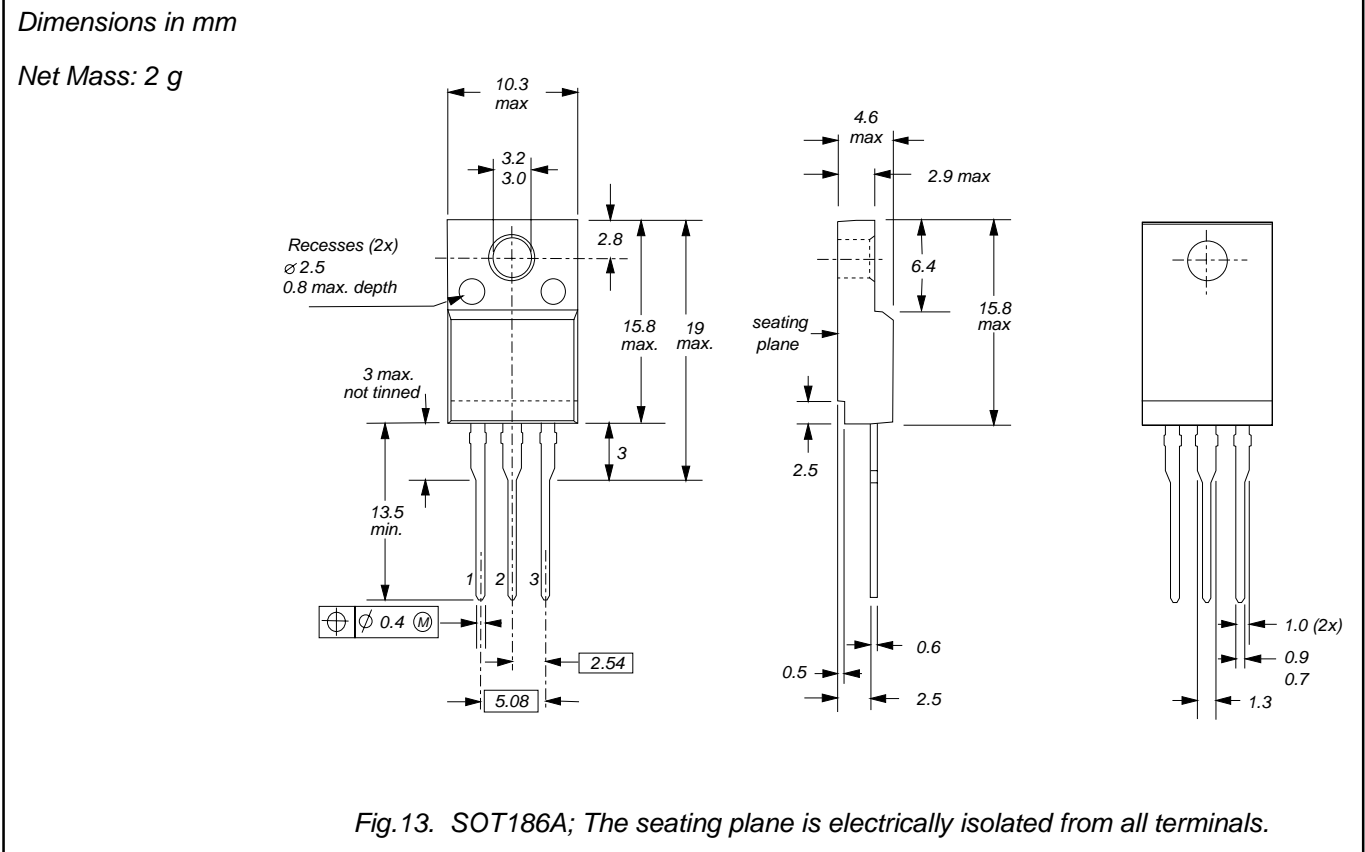 Dimensions in mm
Net Mass: 2 g
10.3
max
3.2
3.0
2.8
Recesses (2x)
⌀ 2.5
0.8 max. depth
15.8
max.
19
max.
3 max.
not tinned
3
13.5
min.
1 2 3
⌀ 0.4 Ⓜ
2.54
5.08
4.6
max
2.9 max
6.4
15.8
max
seating
plane
2.5
0.6
0.5
2.5
1.0 (2x)
0.9
0.7
1.3
Fig.13. SOT186A; The seating plane is electrically isolated from all terminals.